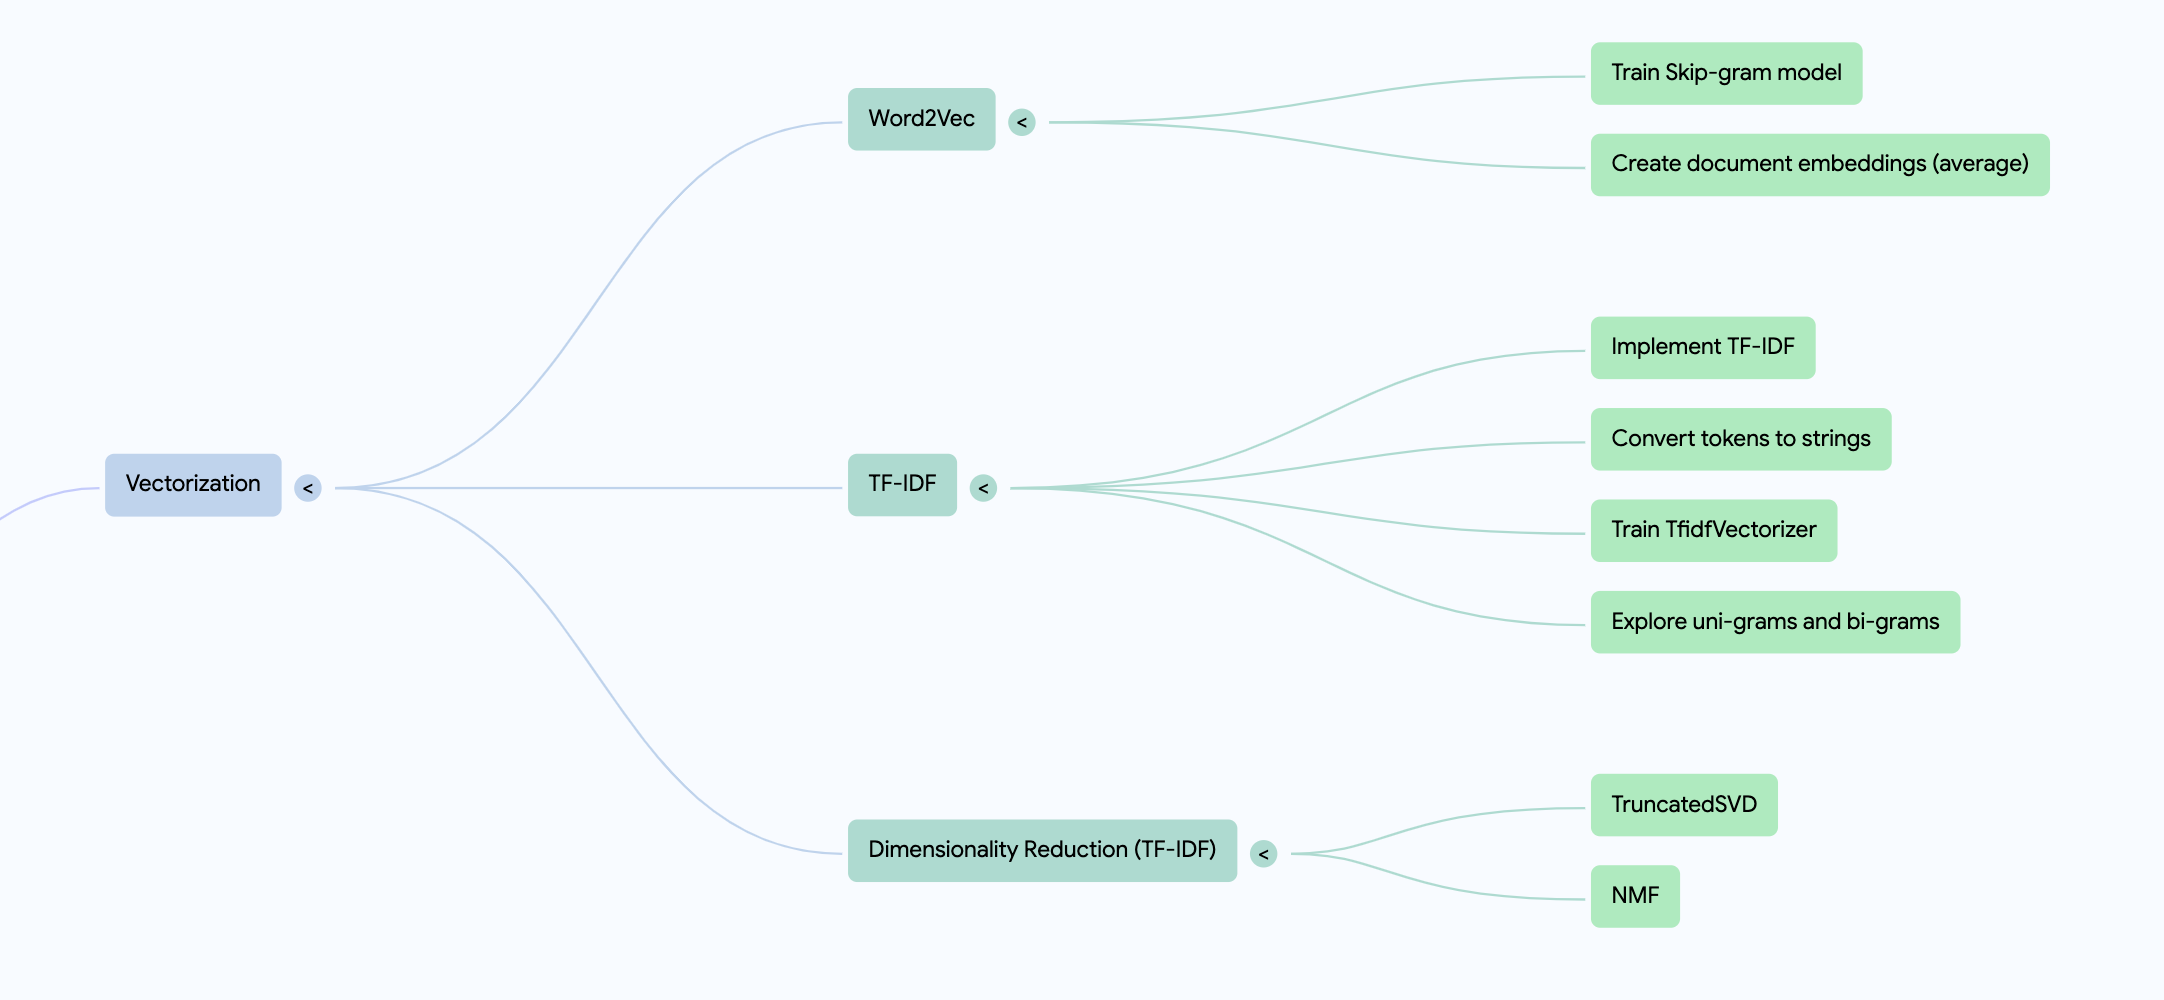 Vectorization
<
Word2Vec
<
Train Skip-gram model
Create document embeddings (average)
TF-IDF
<
Implement TF-IDF
Convert tokens to strings
Train TfidfVectorizer
Explore uni-grams and bi-grams
Dimensionality Reduction (TF-IDF)
<
TruncatedSVD
NMF